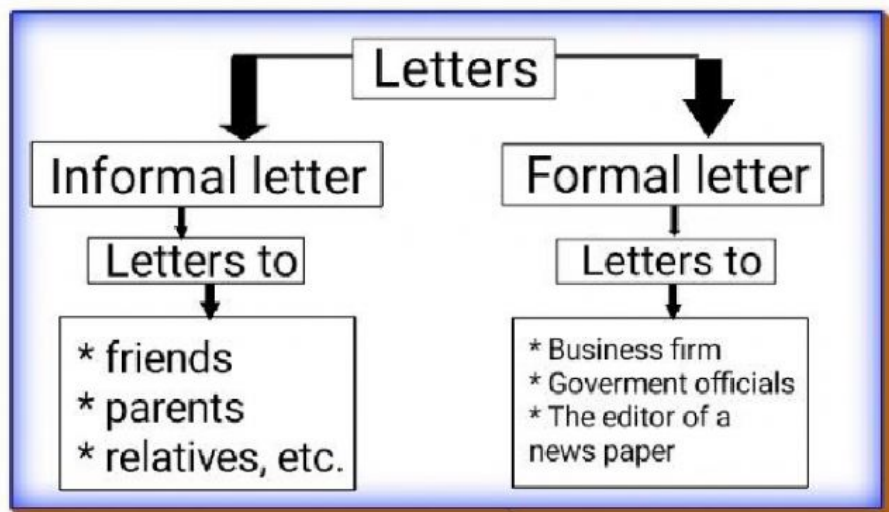 Letters
Informal letter
Letters to
* friends
* parents
* relatives, etc.
Formal letter
Letters to
* Business firm
* Goverment officials
* The editor of a
news paper